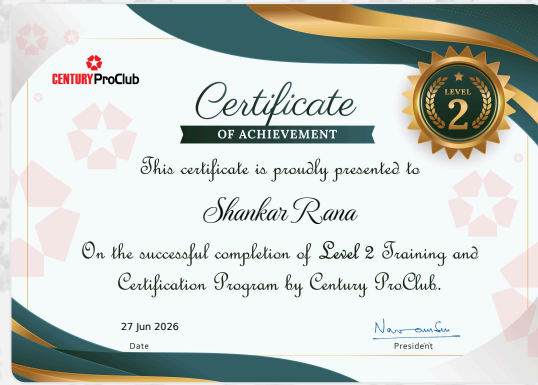 CENTURY ProClub
LEVEL
2
Certificate
OF ACHIEVEMENT
This certificate is proudly presented to
Shankar Rana
On the successful completion of Level 2 Training and
Certification Program by Century ProClub.
27 Jun 2026
Date
President